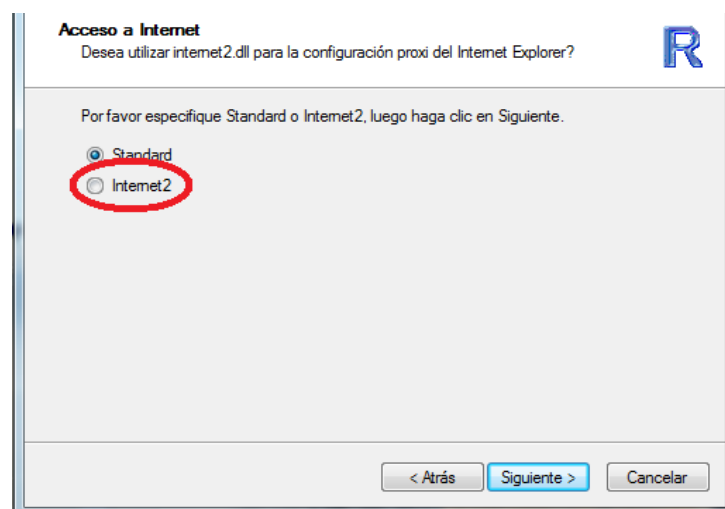 Acceso a Internet
Desea utilizar internet2.dll para la configuración proxi del Internet Explorer?
R
Por favor especifique Standard o Internet2, luego haga clic en Siguiente.
Standard
Internet2
< Atrás
Siguiente >
Cancelar